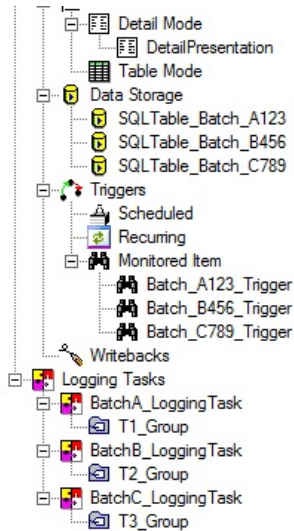 Detail Mode
DetailPresentation
Table Mode
Data Storage
SQLTable_Batch_A123
SQLTable_Batch_B456
SQLTable_Batch_C789
Triggers
Scheduled
Recurring
Monitored Item
Batch_A123_Trigger
Batch_B456_Trigger
Batch_C789_Trigger
Writebacks
Logging Tasks
BatchA_LoggingTask
T1_Group
BatchB_LoggingTask
T2_Group
BatchC_LoggingTask
T3_Group